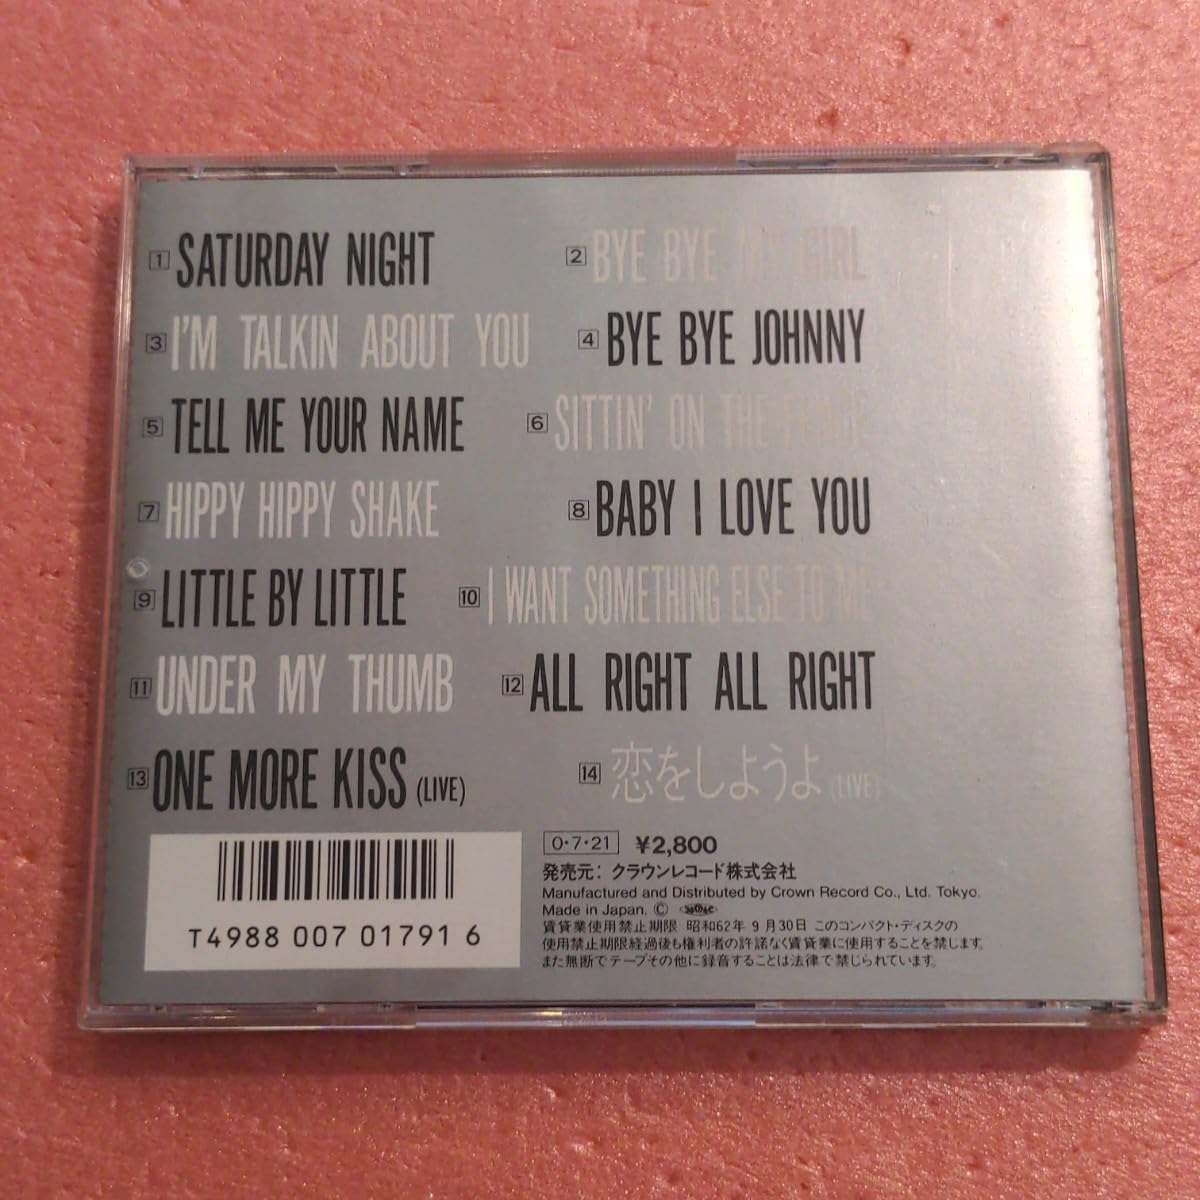 1 SATURDAY NIGHT
2 BYE BYE MY GIRL
3 I'M TALKIN ABOUT YOU
4 BYE BYE JOHNNY
5 TELL ME YOUR NAME
6 SITTIN' ON THE
7 HIPPY HIPPY SHAKE
8 BABY I LOVE YOU
9 LITTLE BY LITTLE
10 I WANT SOMETHING ELSE TO ME
11 UNDER MY THUMB
12 ALL RIGHT ALL RIGHT
13 ONE MORE KISS (LIVE)
14 恋をしようよ (LIVE)
T4988 007 01791 6
0・7・21 ¥2,800
発売元：クラウンレコード株式会社
Manufactured and Distributed by Crown Record Co., Ltd. Tokyo.
Made in Japan. Ⓒ
賃貸業使用禁止期限 昭和62年9月30日 このコンパクト・ディスクの
使用禁止期限経過後も権利者の許諾なく賃貸業に使用することを禁じます。
また無断でテープその他に録音することは法律で禁じられています。